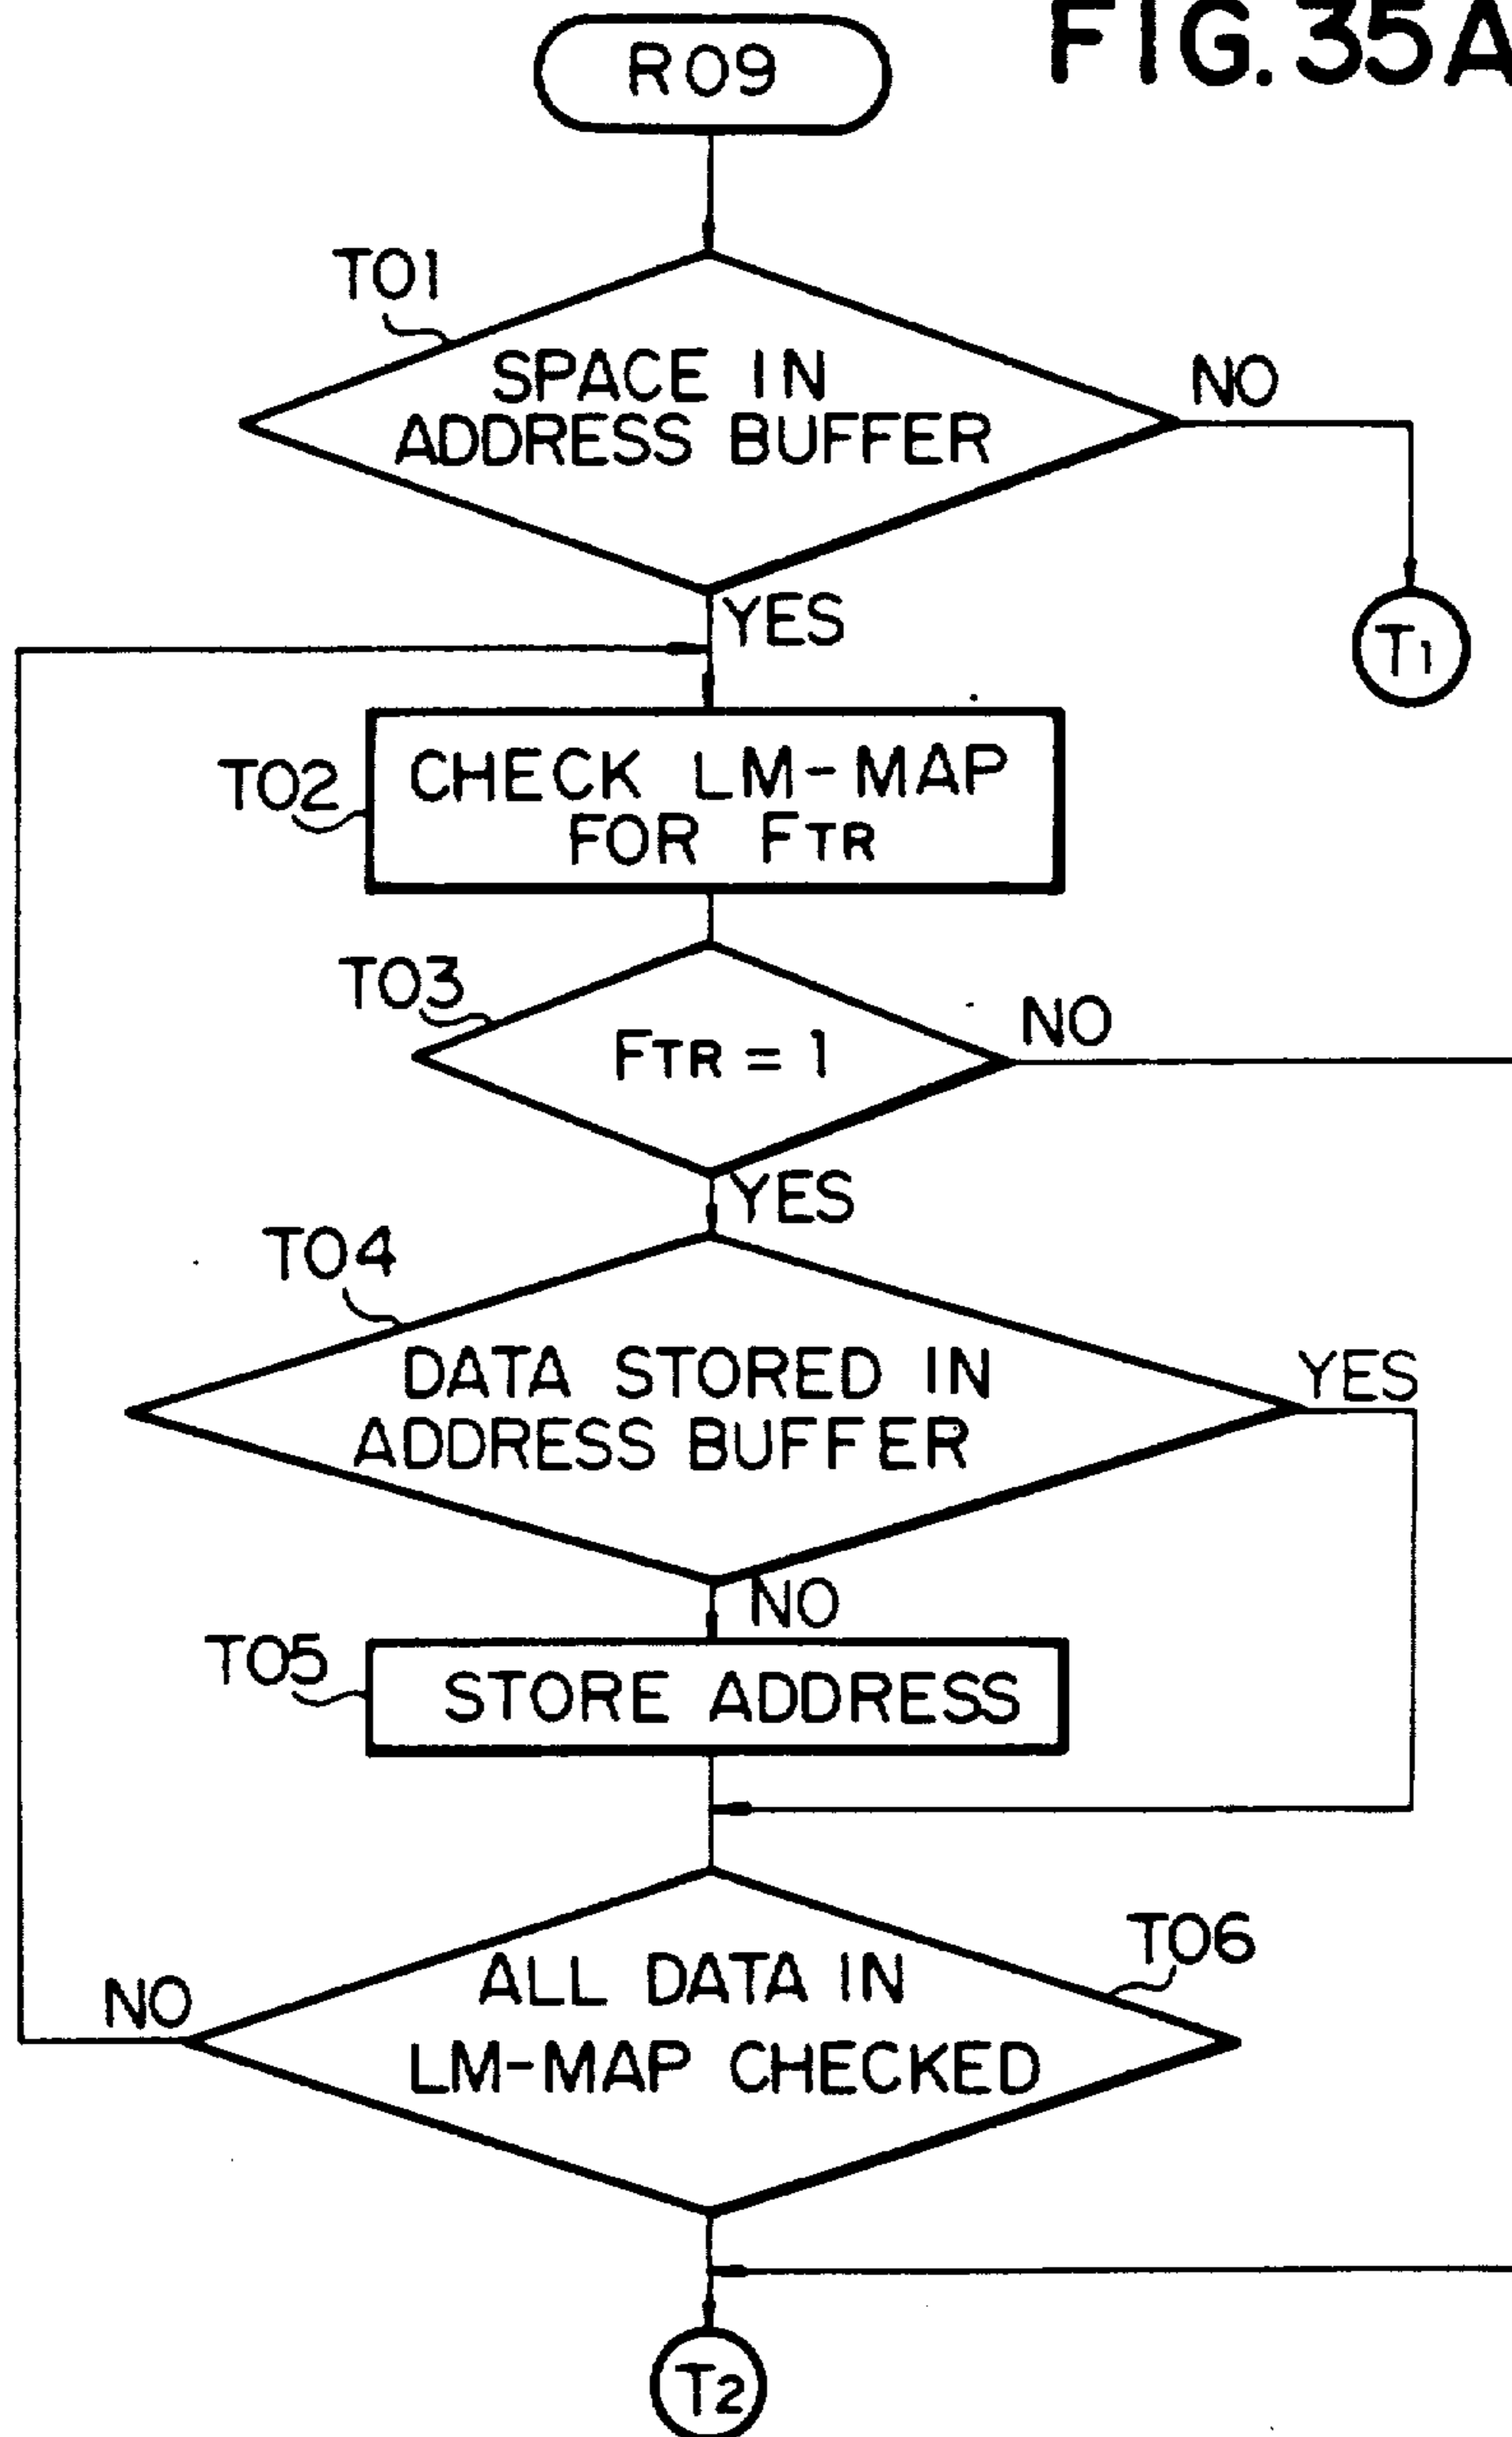 FIG. 35A
R09
T01
SPACE IN
ADDRESS BUFFER
NO
YES
T1
T02
CHECK LM-MAP
FOR FTR
T03
FTR = 1
NO
YES
T04
DATA STORED IN
ADDRESS BUFFER
YES
NO
T05
STORE ADDRESS
T06
ALL DATA IN
LM-MAP CHECKED
NO
T2